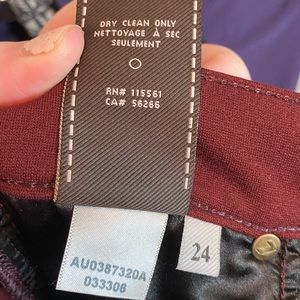 DRY CLEAN ONLY
NETTOYAGE À SEC
SEULEMENT
RN# 115561
CA# 56266
AU0387320A
033306
24